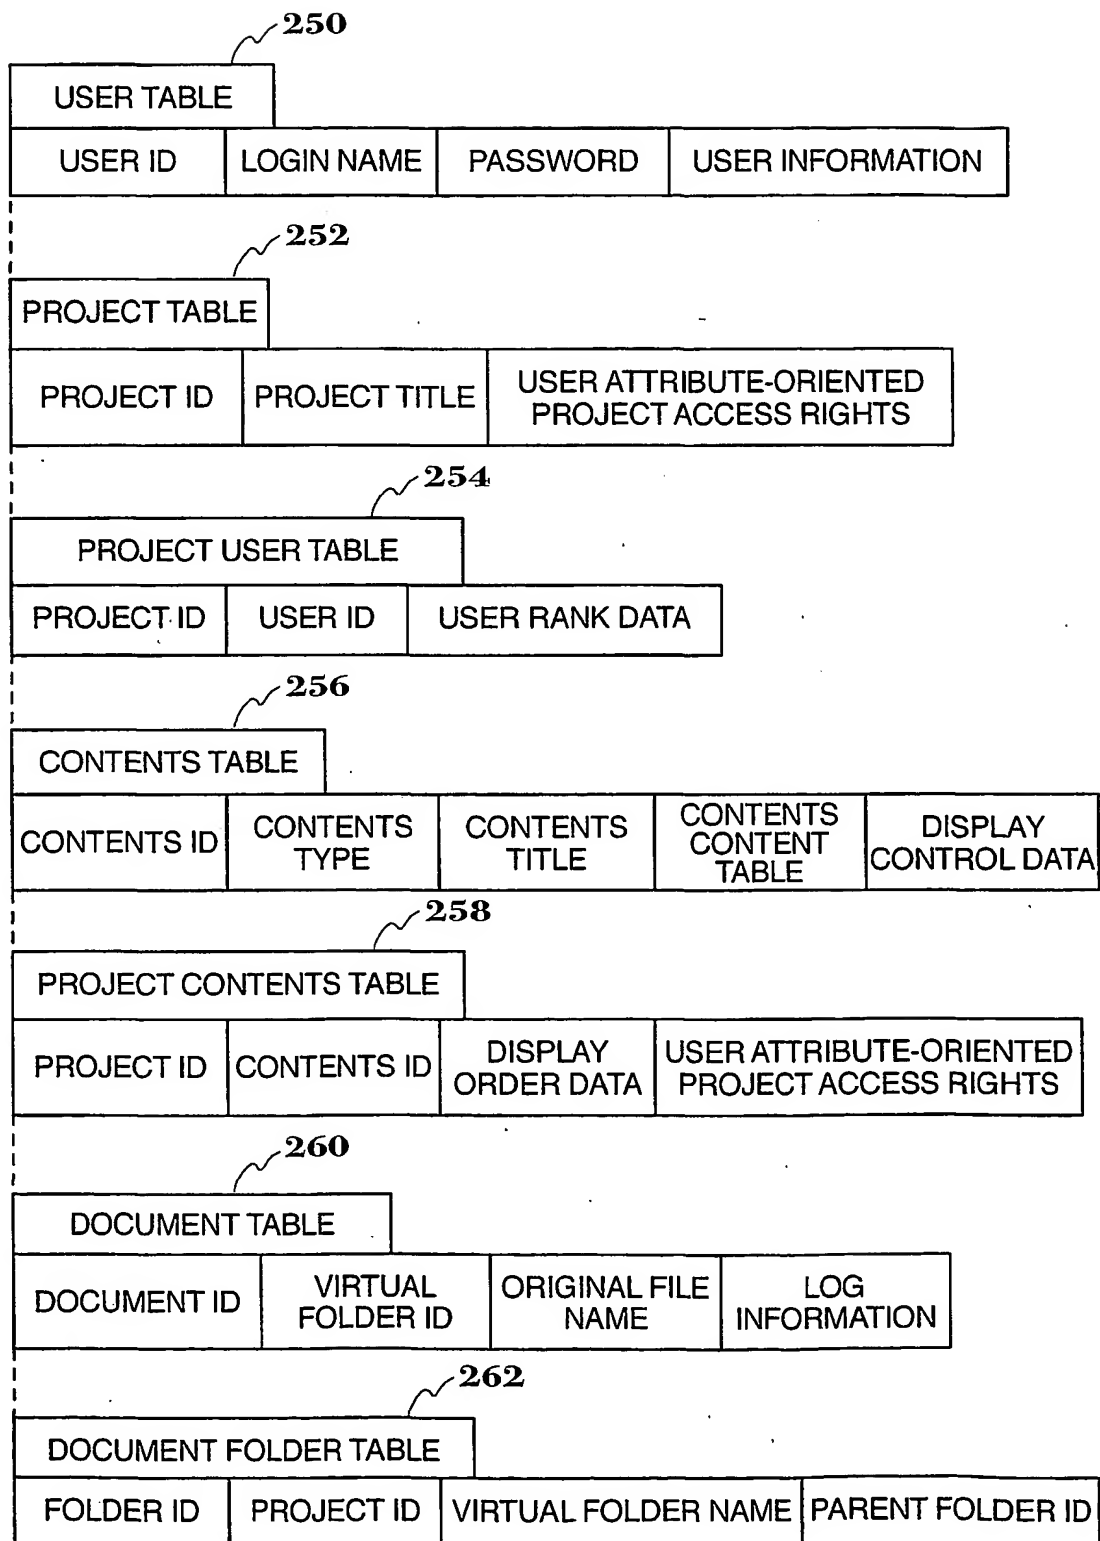 250
USER TABLE
USER ID LOGIN NAME PASSWORD USER INFORMATION
252
PROJECT TABLE
PROJECT ID PROJECT TITLE USER ATTRIBUTE-ORIENTED
PROJECT ACCESS RIGHTS
254
PROJECT USER TABLE
PROJECT ID USER ID USER RANK DATA
256
CONTENTS TABLE
CONTENTS ID CONTENTS
TYPE CONTENTS
TITLE CONTENTS
CONTENT
TABLE DISPLAY
CONTROL DATA
258
PROJECT CONTENTS TABLE
PROJECT ID CONTENTS ID DISPLAY
ORDER DATA USER ATTRIBUTE-ORIENTED
PROJECT ACCESS RIGHTS
260
DOCUMENT TABLE
DOCUMENT ID VIRTUAL
FOLDER ID ORIGINAL FILE
NAME LOG
INFORMATION
262
DOCUMENT FOLDER TABLE
FOLDER ID PROJECT ID VIRTUAL FOLDER NAME PARENT FOLDER ID